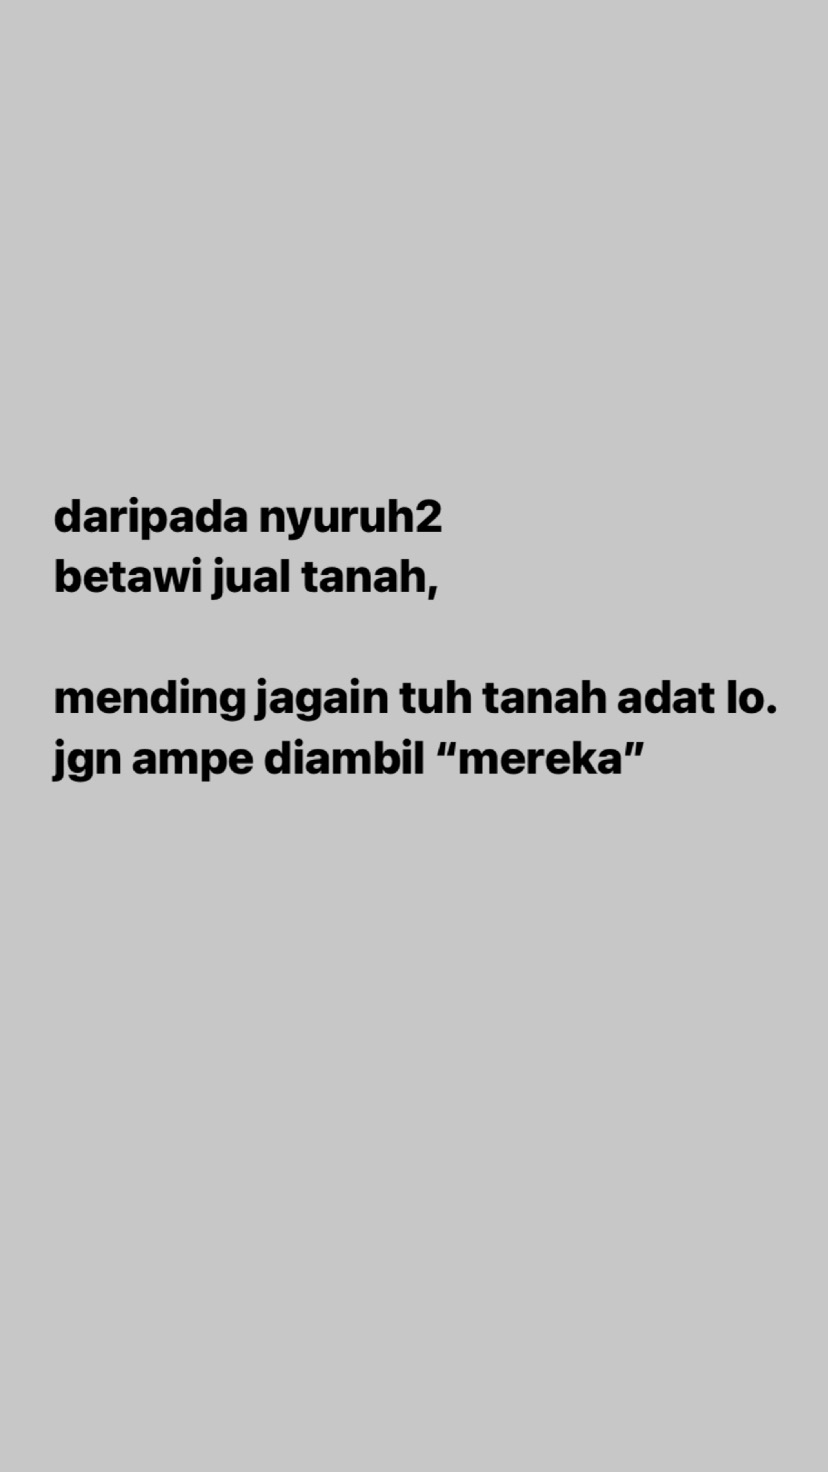 daripada nyuruh2
betawi jual tanah,
mending jagain tuh tanah adat lo.
jgn ampe diambil “mereka”